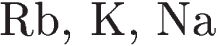 Rb, K, Na